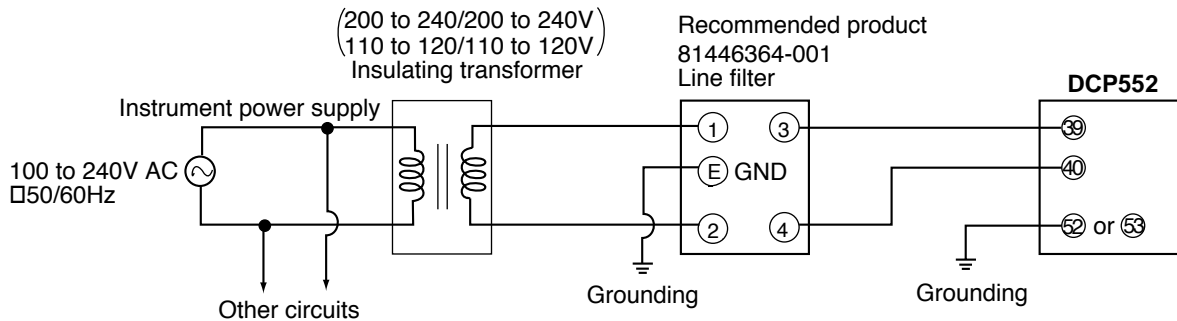 (200 to 240/200 to 240V)
(110 to 120/110 to 120V)
Insulating transformer
Recommended product
81446364-001
Line filter
DCP552
Instrument power supply
100 to 240V AC
□50/60Hz
1
3
E GND
2
4
39
40
52 or 53
Grounding
Grounding
Other circuits